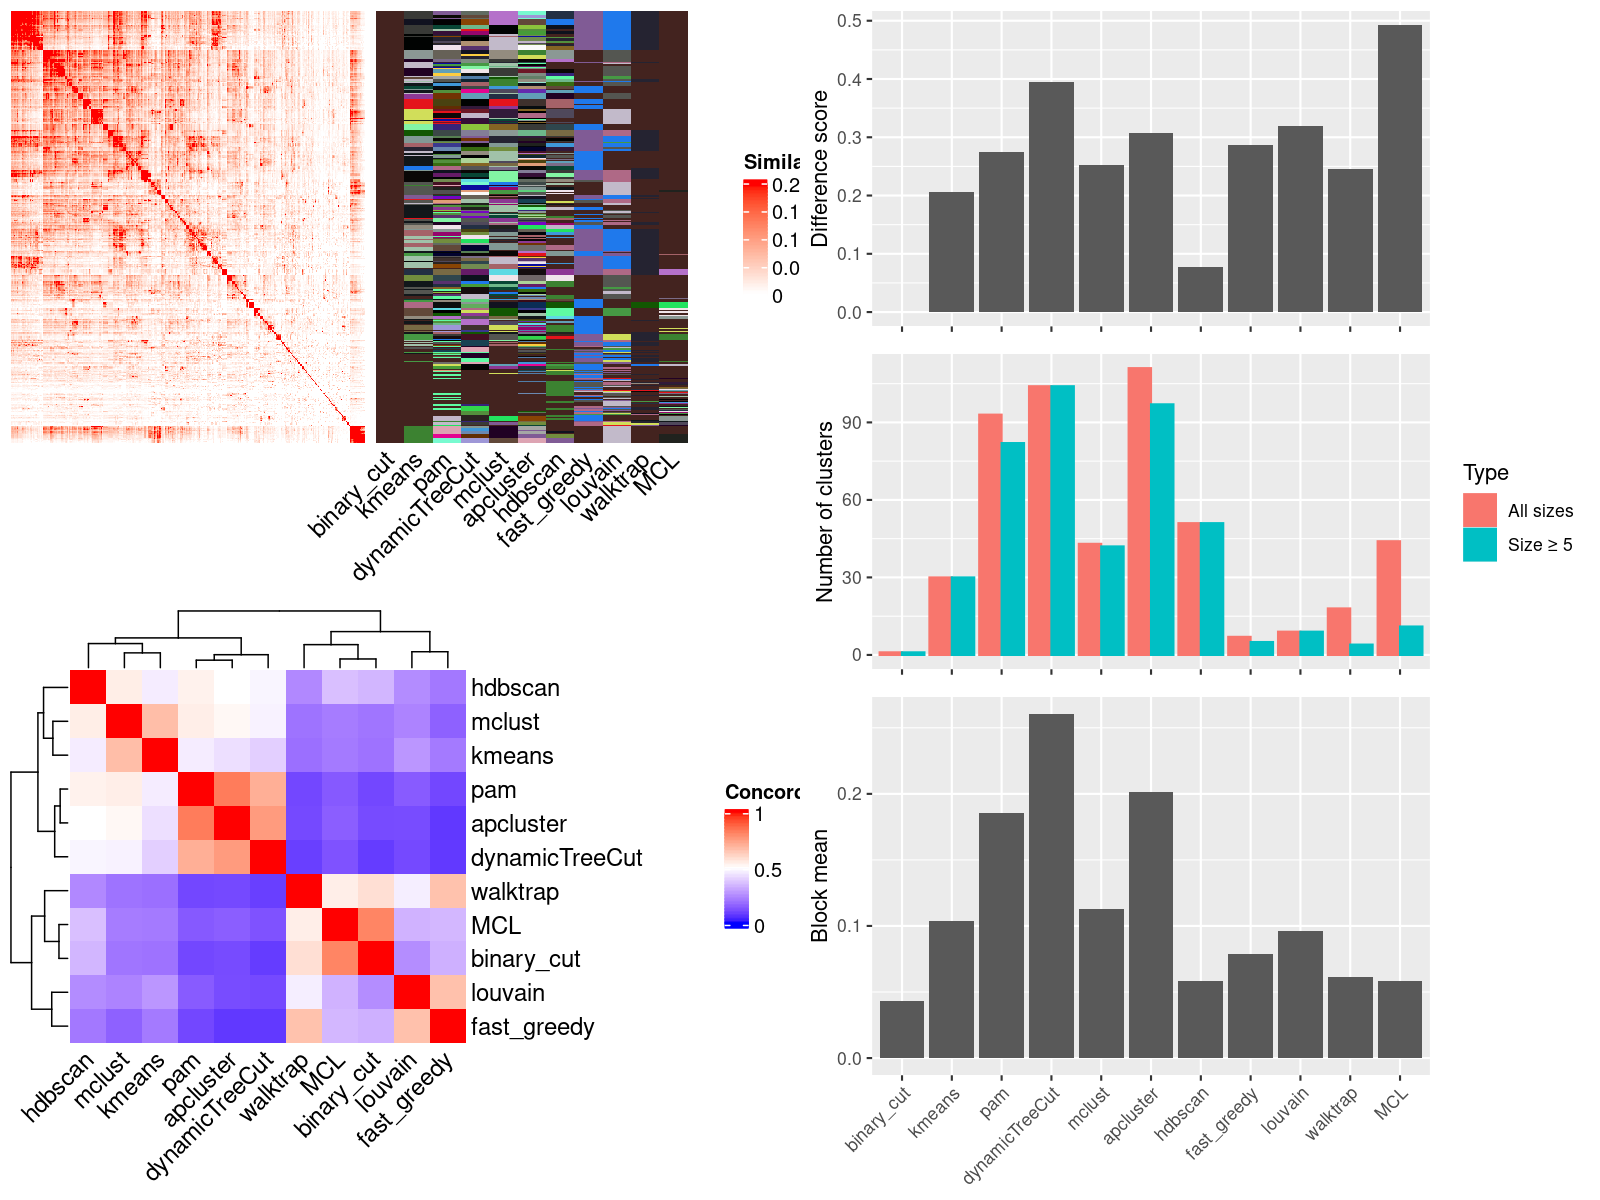 Simila
0.2
0.1
0.1
0.0
0
binary_cut
kmeans
pam
dynamicTreeCut
mclust
apcluster
hdbscan
fast_greedy
louvain
walktrap
MCL
hdbscan
mclust
kmeans
pam
apcluster
dynamicTreeCut
walktrap
MCL
binary_cut
louvain
fast_greedy
hdbscan
mclust
kmeans
pam
apcluster
dynamicTreeCut
walktrap
MCL
binary_cut
louvain
fast_greedy
Concord
1
0.5
0
Difference score
0.5
0.4
0.3
0.2
0.1
0.0
Number of clusters
90
60
30
0
Type
All sizes
Size ≥ 5
Block mean
0.2
0.1
0.0
binary_cut
kmeans
pam
dynamicTreeCut
mclust
apcluster
hdbscan
fast_greedy
louvain
walktrap
MCL